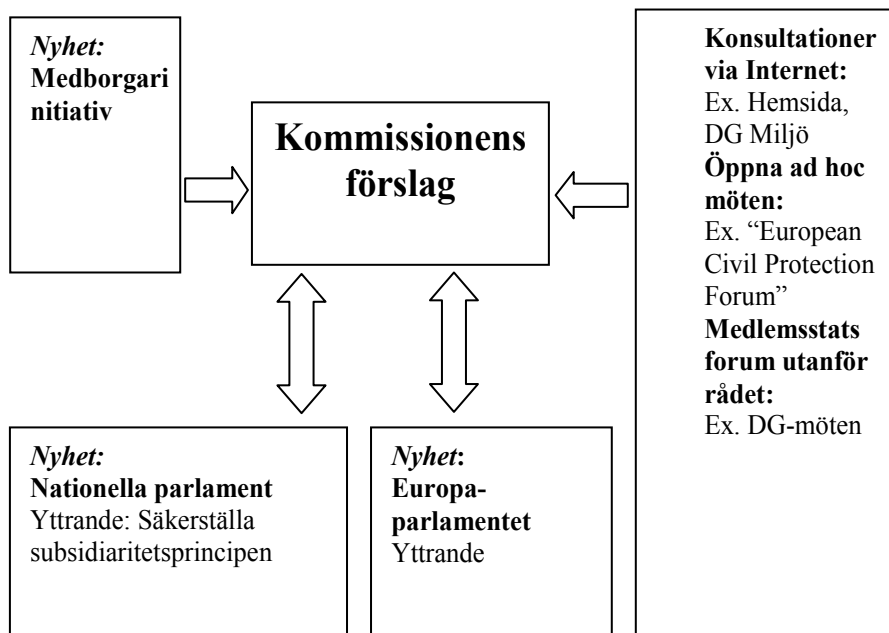 Nyhet:
Medborgari
nitiativ
Kommissionens
förslag
Konsultationer
via Internet:
Ex. Hemsida,
DG Miljö
Öppna ad hoc
möten:
Ex. “European
Civil Protection
Forum”
Medlemsstats
forum utanför
rådet:
Ex. DG-möten
Nyhet:
Nationella parlament
Yttrande: Säkerställa
subsidiaritetsprincipen
Nyhet:
Europa-
parlamentet
Yttrande